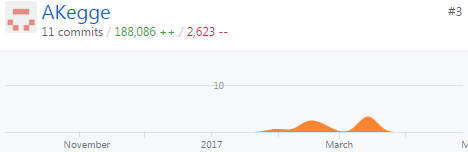 AKegge #3
11 commits / 188,086 ++ / 2,623 --
10
November 2017 March M